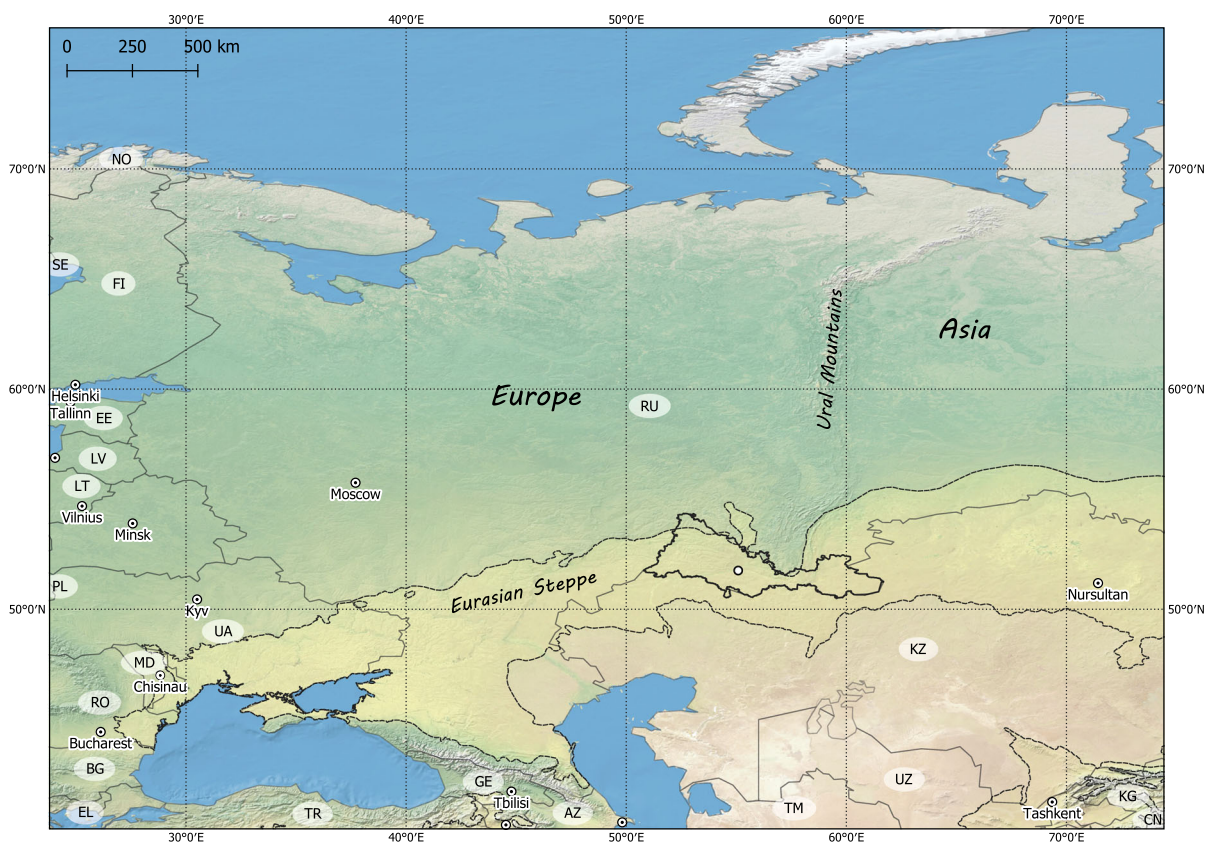 30°0'E 40°0'E 50°0'E 60°0'E 70°0'E
0 250 500 km
NO
70°0'N 70°0'N
SE
FI
Ural Mountains
Asia
60°0'N 60°0'N
Helsinki
Europe
Tallinn
EE
RU
LV
LT
Moscow
Vilnius
Minsk
PL
Eurasian Steppe
Nursultan
50°0'N 50°0'N
Kyv
UA
KZ
MD
Chisinau
RO
Bucharest
BG
GE
UZ
Tbilisi
KG
EL
TR
AZ
TM
Tashkent
CN
30°0'E 40°0'E 50°0'E 60°0'E 70°0'E